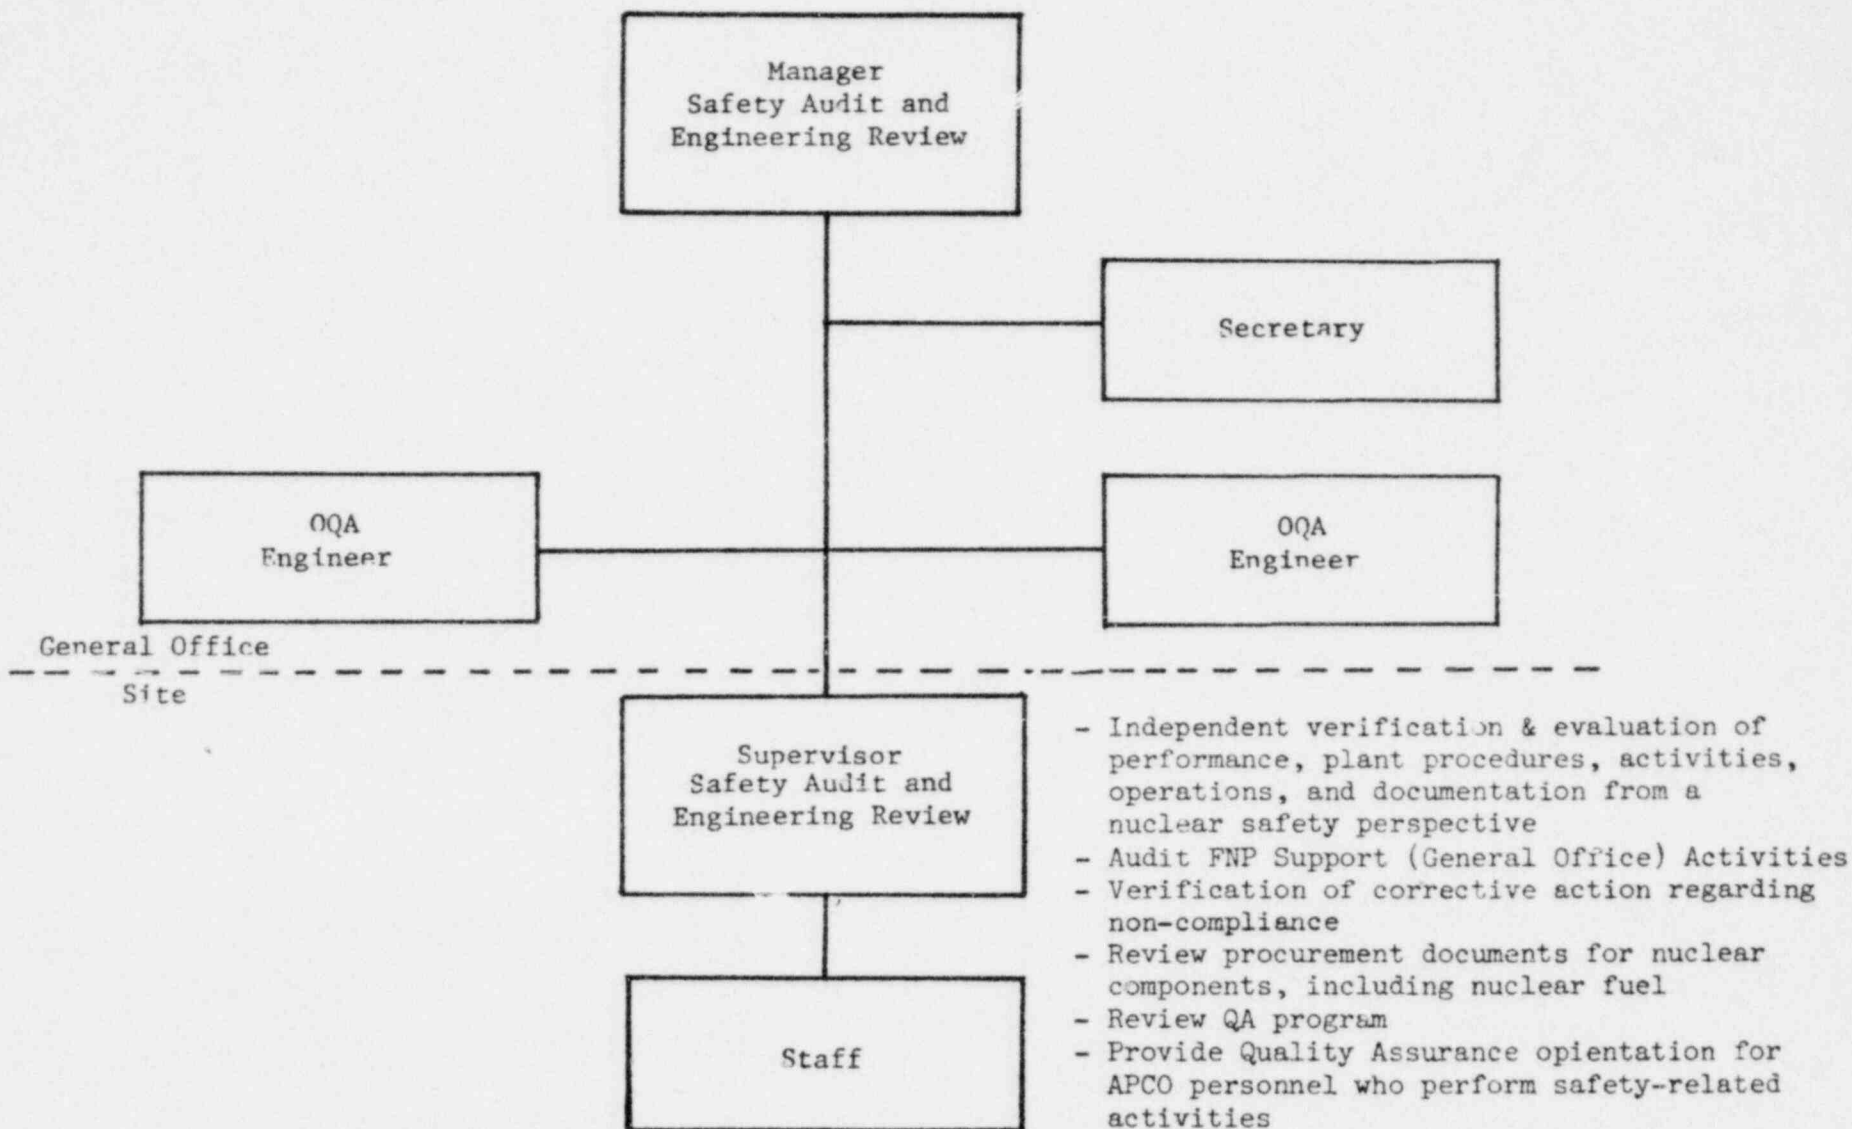 Manager
Safety Audit and
Engineering Review
Secretary
OQA
Engineer
OQA
Engineer
General Office
Site
Supervisor
Safety Audit and
Engineering Review
- Independent verification & evaluation of
performance, plant procedures, activities,
operations, and documentation from a
nuclear safety perspective
- Audit FNP Support (General Office) Activities
- Verification of corrective action regarding
non-compliance
- Review procurement documents for nuclear
components, including nuclear fuel
- Review QA program
- Provide Quality Assurance opientation for
APCO personnel who perform safety-related
activities
Staff